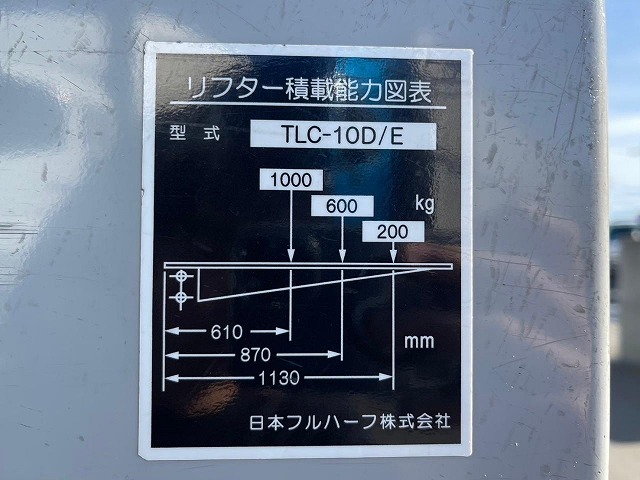 リフター積載能力図表
型式 TLC-10D/E
1000
600 kg
200
610
870 mm
1130
日本フルハーフ株式会社